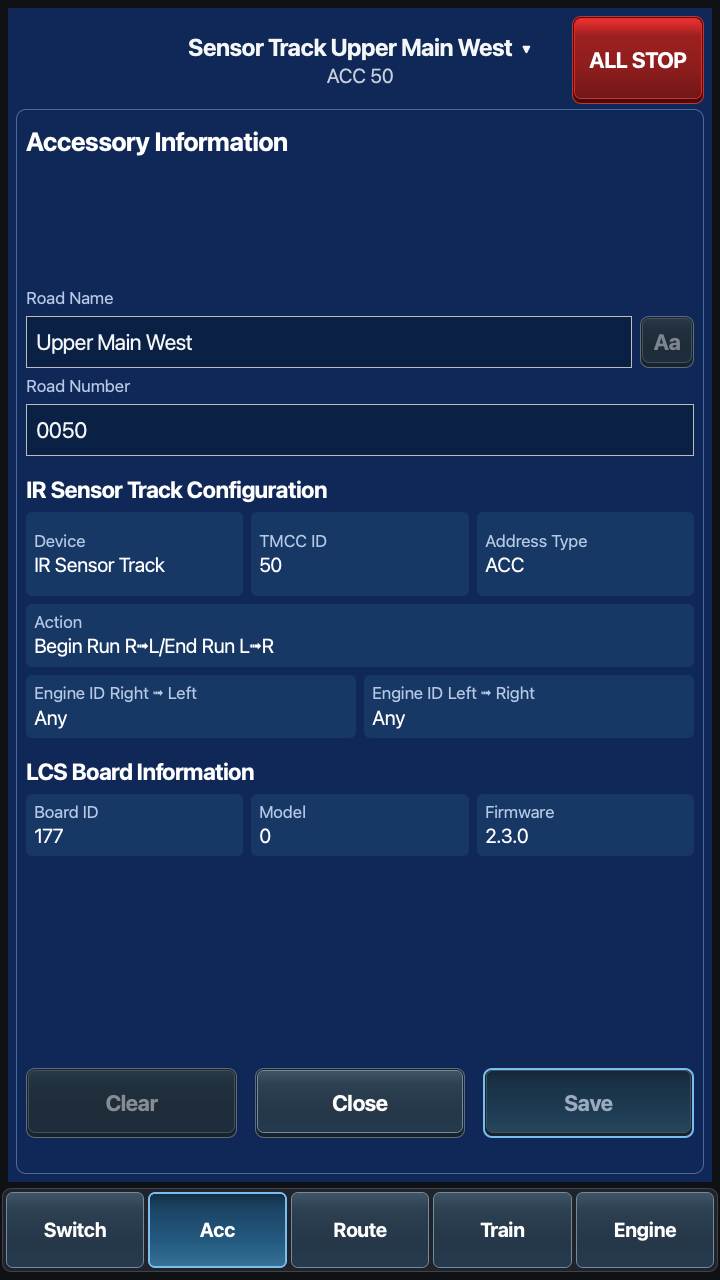 Sensor Track Upper Main West ▼
ACC 50
ALL STOP
Accessory Information
Road Name
Upper Main West
Aa
Road Number
0050
IR Sensor Track Configuration
Device
IR Sensor Track
TMCC ID
50
Address Type
ACC
Action
Begin Run R➟L/End Run L➟R
Engine ID Right ➟ Left
Any
Engine ID Left ➟ Right
Any
LCS Board Information
Board ID
177
Model
0
Firmware
2.3.0
Clear
Close
Save
Switch
Acc
Route
Train
Engine